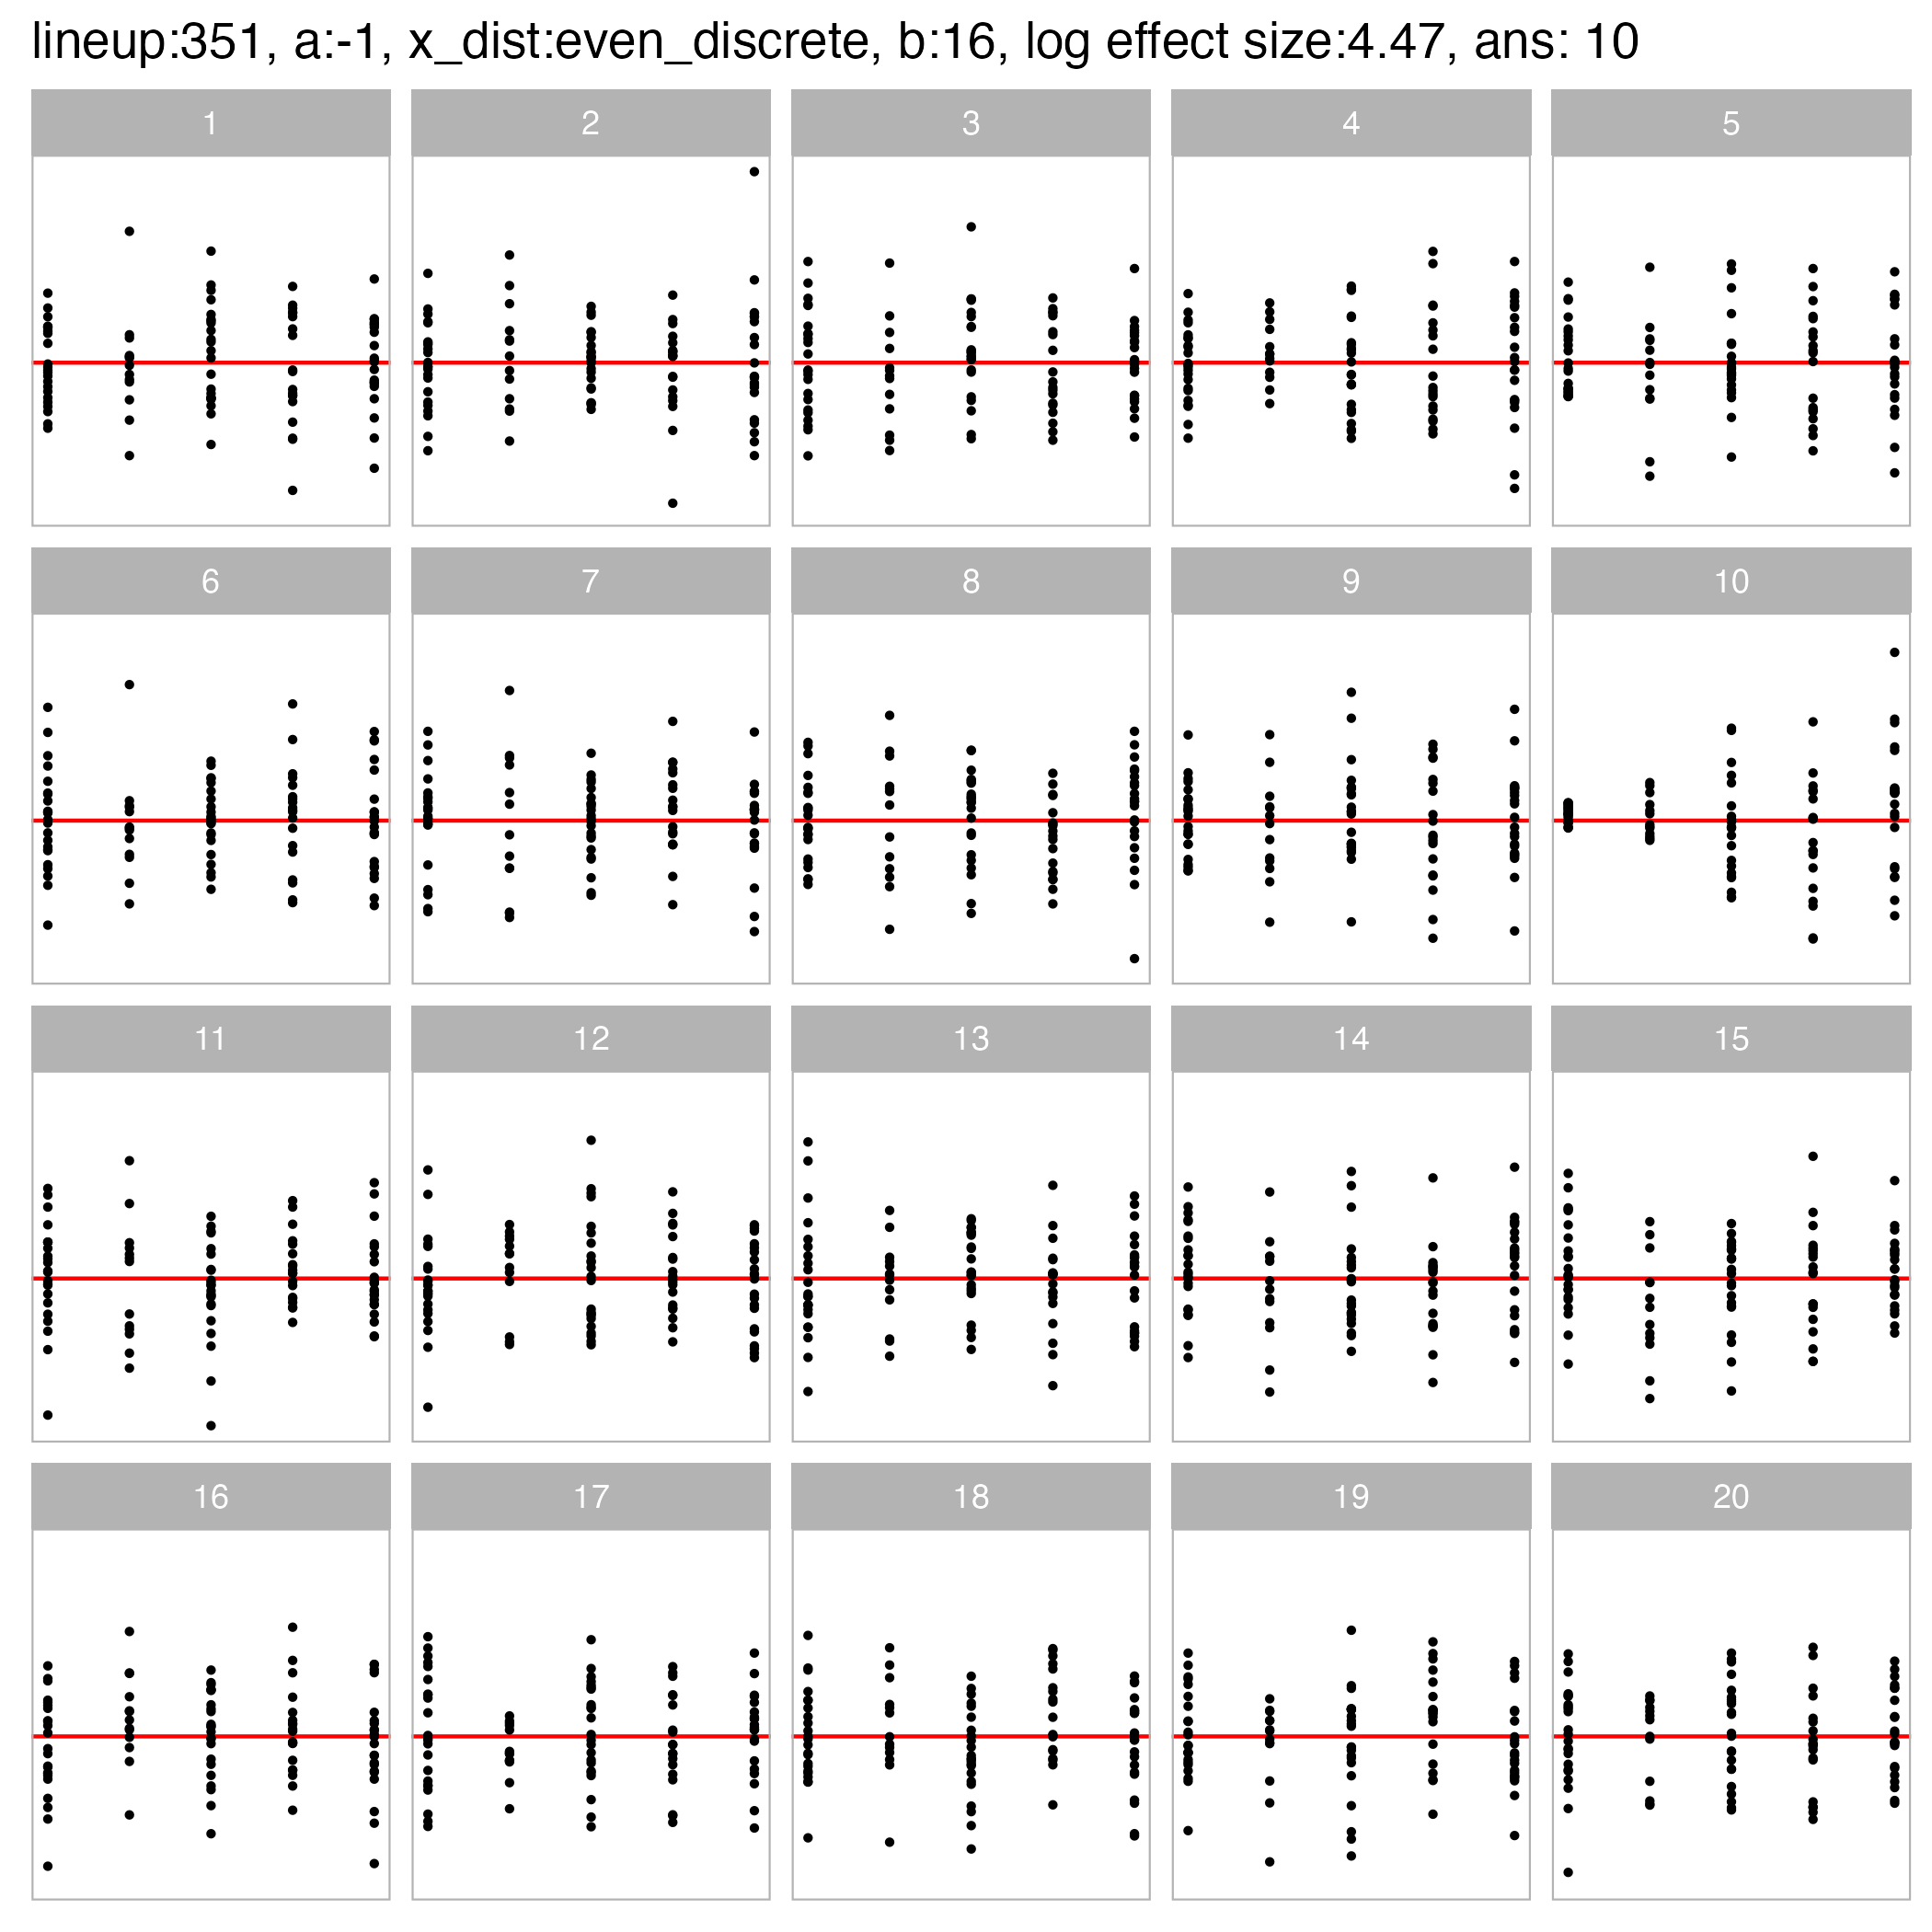 lineup:351, a:-1, x_dist:even_discrete, b:16, log effect size:4.47, ans: 10
1 2 3 4 5
6 7 8 9 10
11 12 13 14 15
16 17 18 19 20